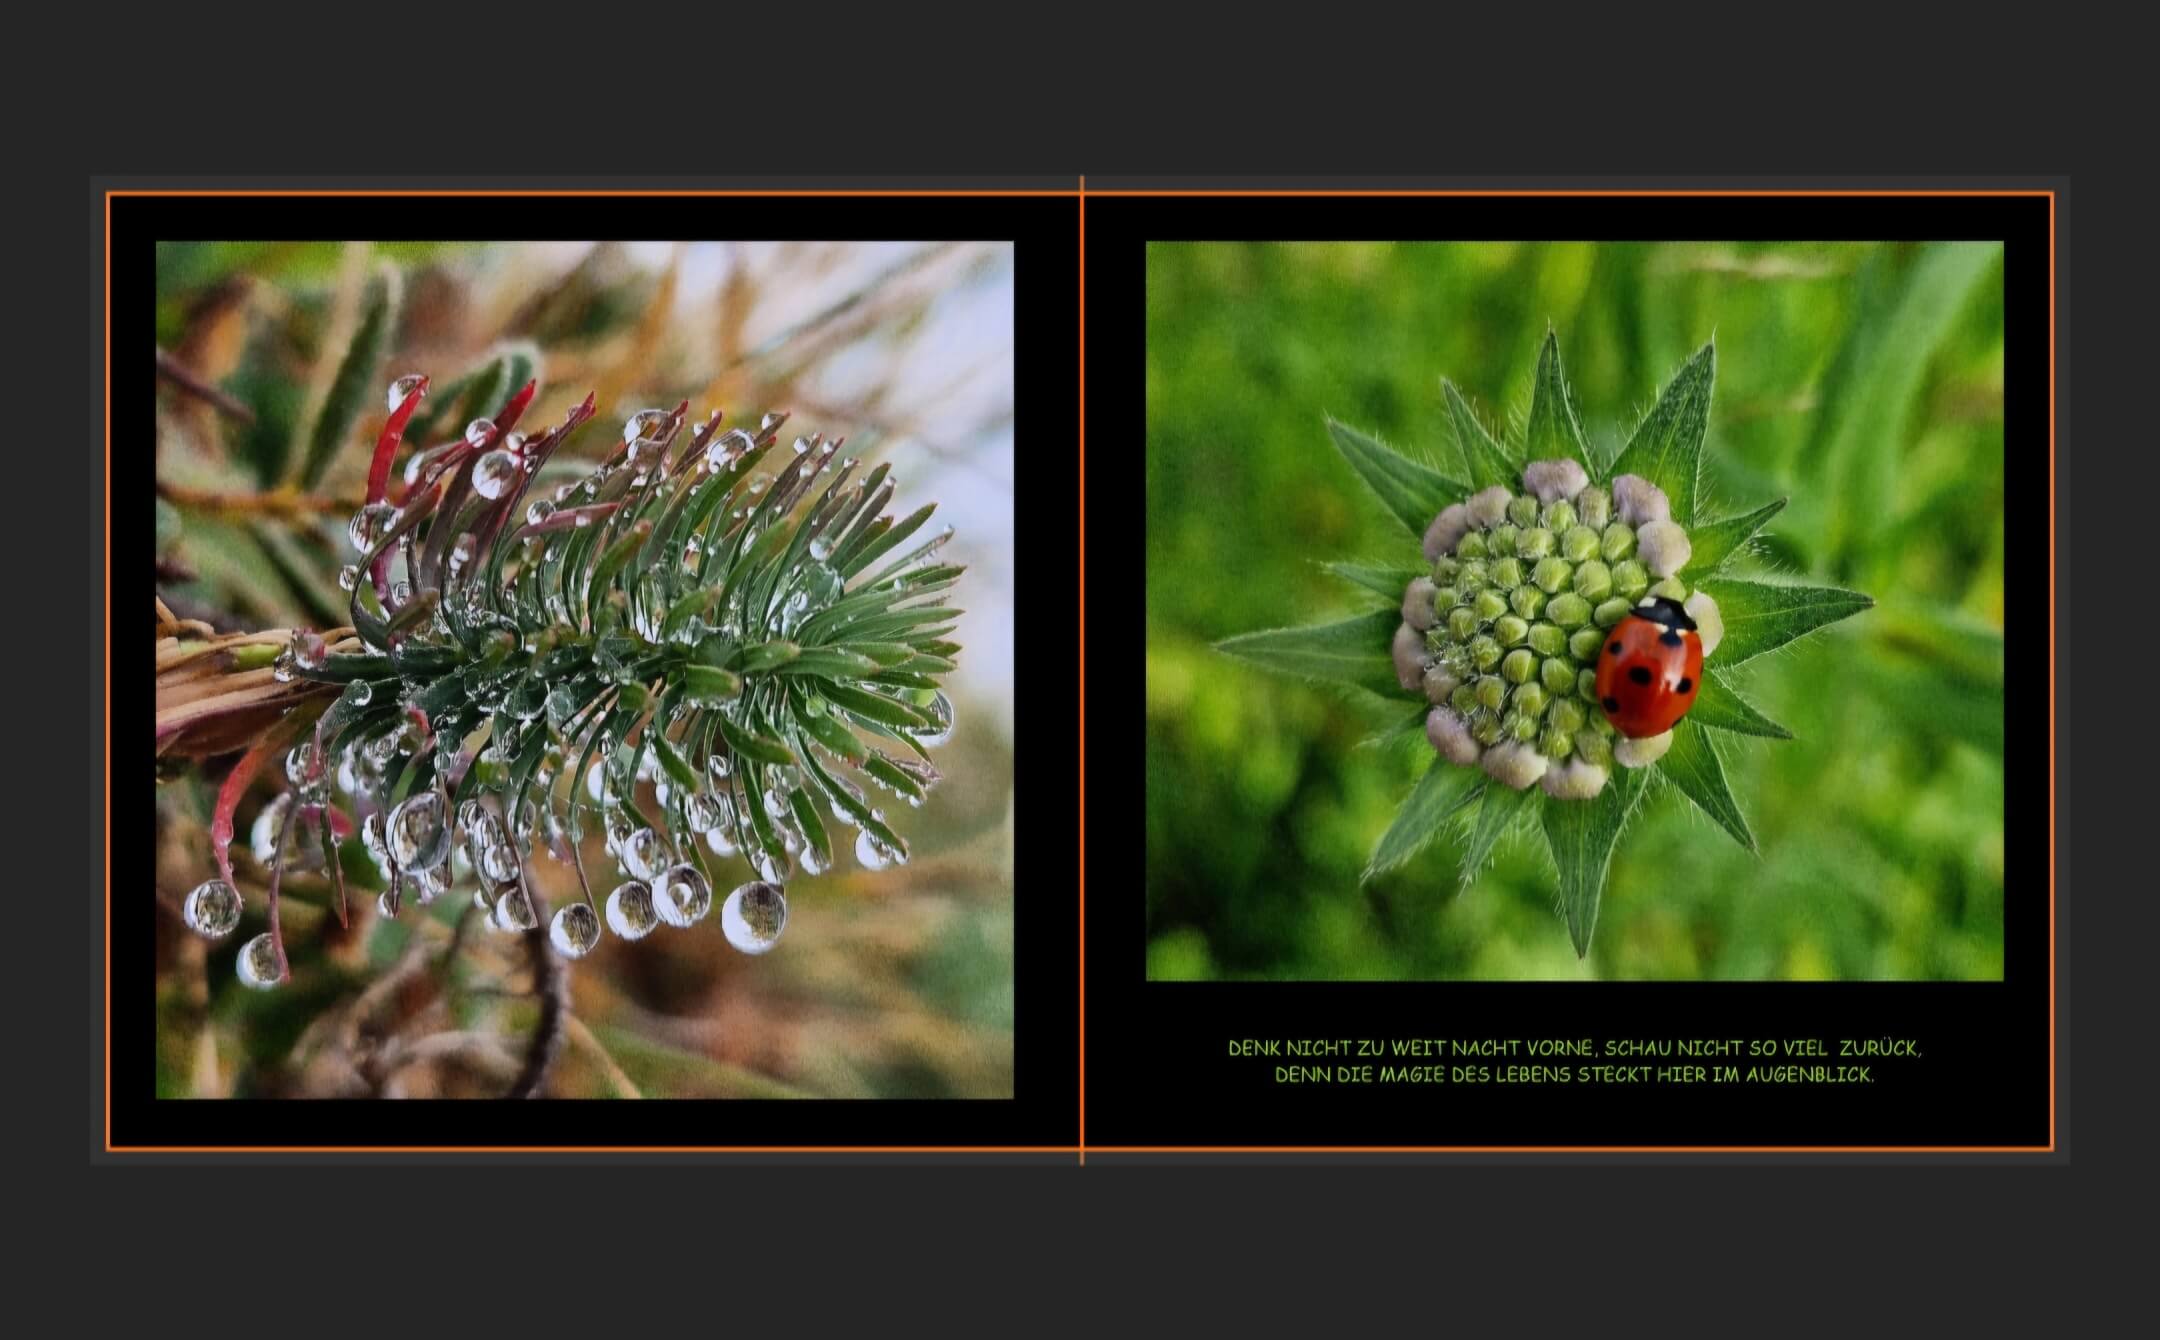 DENK NICHT ZU WEIT NACHT VORNE, SCHAU NICHT SO VIEL ZURÜCK,
DENN DIE MAGIE DES LEBENS STECKT HIER IM AUGENBLICK.